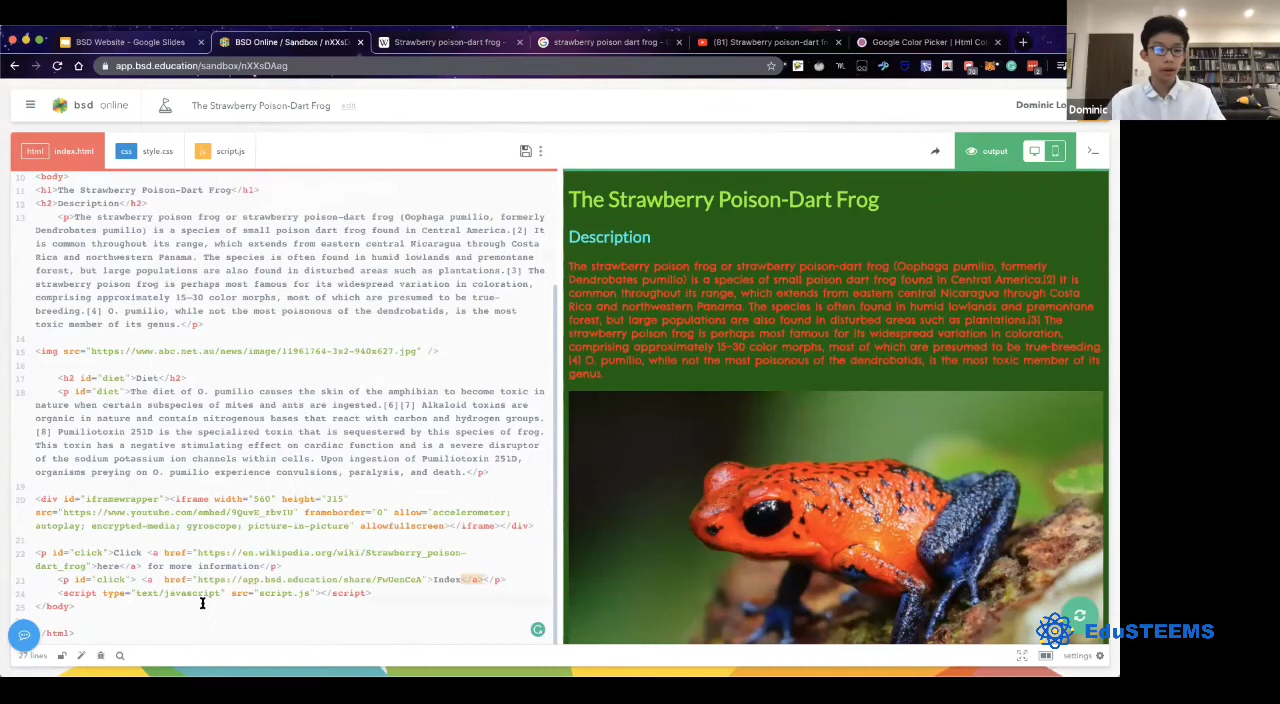 BSD Website - Google Slides
BSD Online / Sandbox / nXXsD
Strawberry poison-dart frog -
strawberry poison dart frog -
(81) Strawberry poison-dart f
Google Color Picker | Html Co
app.bsd.education/sandbox/nXXsDAag
Dominic
bsd online
The Strawberry Poison-Dart Frog
edit
Dominic Lo
html index.html
css style.css
js script.js
output
10 <body>
11 <h1>The Strawberry Poison-Dart Frog</h1>
12 <h2>Description</h2>
13 <p>The strawberry poison frog or strawberry poison-dart frog (Oophaga pumilio, formerly
Dendrobates pumilio) is a species of small poison dart frog found in Central America.[2] It
is common throughout its range, which extends from eastern central Nicaragua through Costa
Rica and northwestern Panama. The species is often found in humid lowlands and premontane
forest, but large populations are also found in disturbed areas such as plantations.[3] The
strawberry poison frog is perhaps most famous for its widespread variation in coloration,
comprising approximately 15–30 color morphs, most of which are presumed to be true-
breeding.[4] O. pumilio, while not the most poisonous of the dendrobatids, is the most
toxic member of its genus.</p>
14
15 <img src="https://www.abc.net.au/news/image/11961764-3x2-940x627.jpg" />
16
17 <h2 id="diet">Diet</h2>
18 <p id="diet">The diet of O. pumilio causes the skin of the amphibian to become toxic in
nature when certain subspecies of mites and ants are ingested.[6][7] Alkaloid toxins are
organic in nature and contain nitrogenous bases that react with carbon and hydrogen groups.
[8] Pumiliotoxin 251D is the specialized toxin that is sequestered by this species of frog.
This toxin has a negative stimulating effect on cardiac function and is a severe disruptor
of the sodium potassium ion channels within cells. Upon ingestion of Pumiliotoxin 251D,
organisms preying on O. pumilio experience convulsions, paralysis, and death.</p>
19
20 <div id="iframewrapper"><iframe width="560" height="315"
src="https://www.youtube.com/embed/9QuvE_zbvIU" frameborder="0" allow="accelerometer;
autoplay; encrypted-media; gyroscope; picture-in-picture" allowfullscreen></iframe></div>
21
22 <p id="click">Click <a href="https://en.wikipedia.org/wiki/Strawberry_poison-
dart_frog">here</a> for more information</p>
23 <p id="click"> <a href="https://app.bsd.education/share/PwUenCeA">Index</a></p>
24 <script type="text/javascript" src="script.js"></script>
25 </body>
/html>
27 lines
The Strawberry Poison-Dart Frog
Description
The strawberry poison frog or strawberry poison-dart frog (Oophaga pumilio, formerly
Dendrobates pumilio) is a species of small poison dart frog found in Central America.[2] It is
common throughout its range, which extends from eastern central Nicaragua through Costa
Rica and northwestern Panama. The species is often found in humid lowlands and premontane
forest, but large populations are also found in disturbed areas such as plantations.[3] The
strawberry poison frog is perhaps most famous for its widespread variation in coloration,
comprising approximately 15–30 color morphs, most of which are presumed to be true-breeding.
[4] O. pumilio, while not the most poisonous of the dendrobatids, is the most toxic member of its
genus.
EduSTEEMS
settings